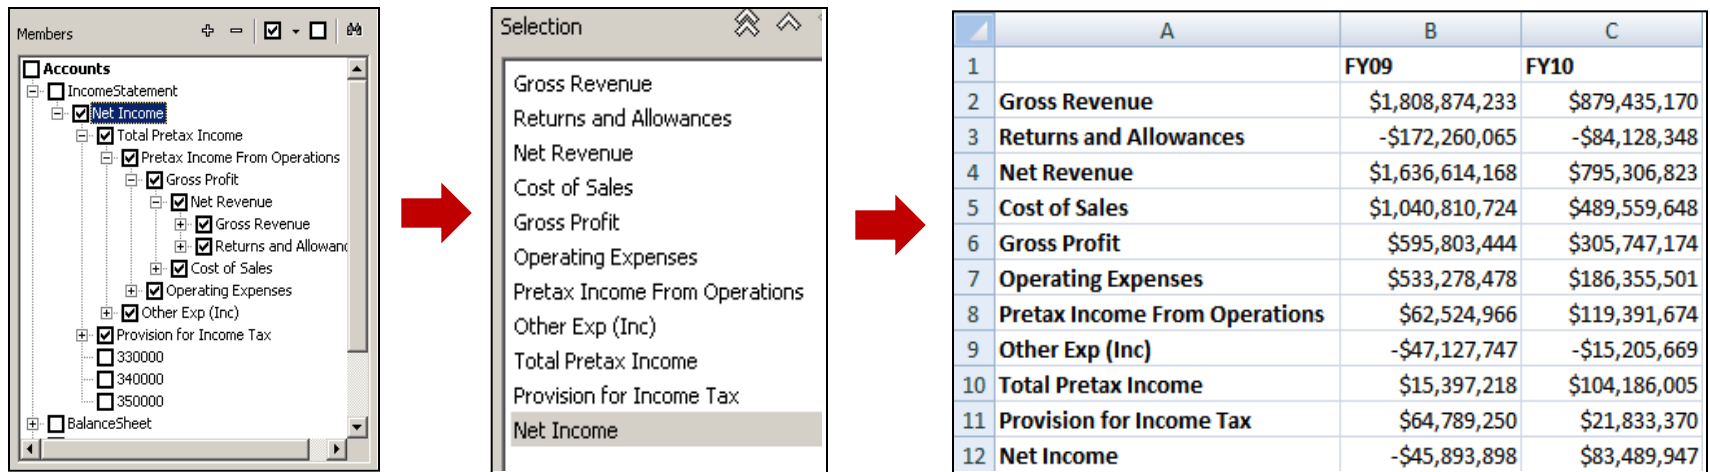 Members
Accounts
IncomeStatement
Net Income
Total Pretax Income
Pretax Income From Operations
Gross Profit
Net Revenue
Gross Revenue
Returns and Allowanc
Cost of Sales
Operating Expenses
Other Exp (Inc)
Provision for Income Tax
330000
340000
350000
BalanceSheet
Selection
Gross Revenue
Returns and Allowances
Net Revenue
Cost of Sales
Gross Profit
Operating Expenses
Pretax Income From Operations
Other Exp (Inc)
Total Pretax Income
Provision for Income Tax
Net Income
A B C
1 FY09 FY10
2 Gross Revenue $1,808,874,233 $879,435,170
3 Returns and Allowances -$172,260,065 -$84,128,348
4 Net Revenue $1,636,614,168 $795,306,823
5 Cost of Sales $1,040,810,724 $489,559,648
6 Gross Profit $595,803,444 $305,747,174
7 Operating Expenses $533,278,478 $186,355,501
8 Pretax Income From Operations $62,524,966 $119,391,674
9 Other Exp (Inc) -$47,127,747 -$15,205,669
10 Total Pretax Income $15,397,218 $104,186,005
11 Provision for Income Tax $64,789,250 $21,833,370
12 Net Income -$45,893,898 $83,489,947